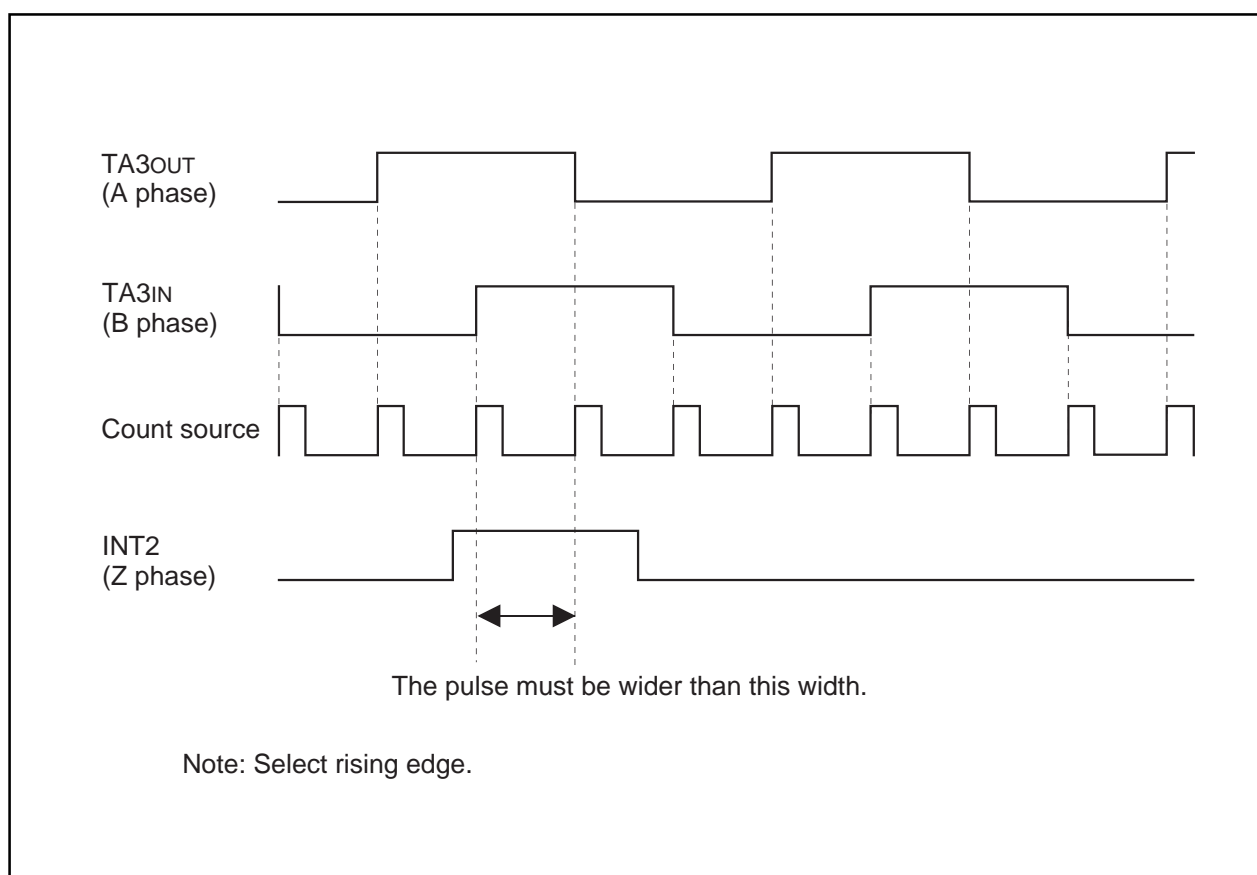 TA3OUT
(A phase)
TA3IN
(B phase)
Count source
INT2
(Z phase)
The pulse must be wider than this width.
Note: Select rising edge.